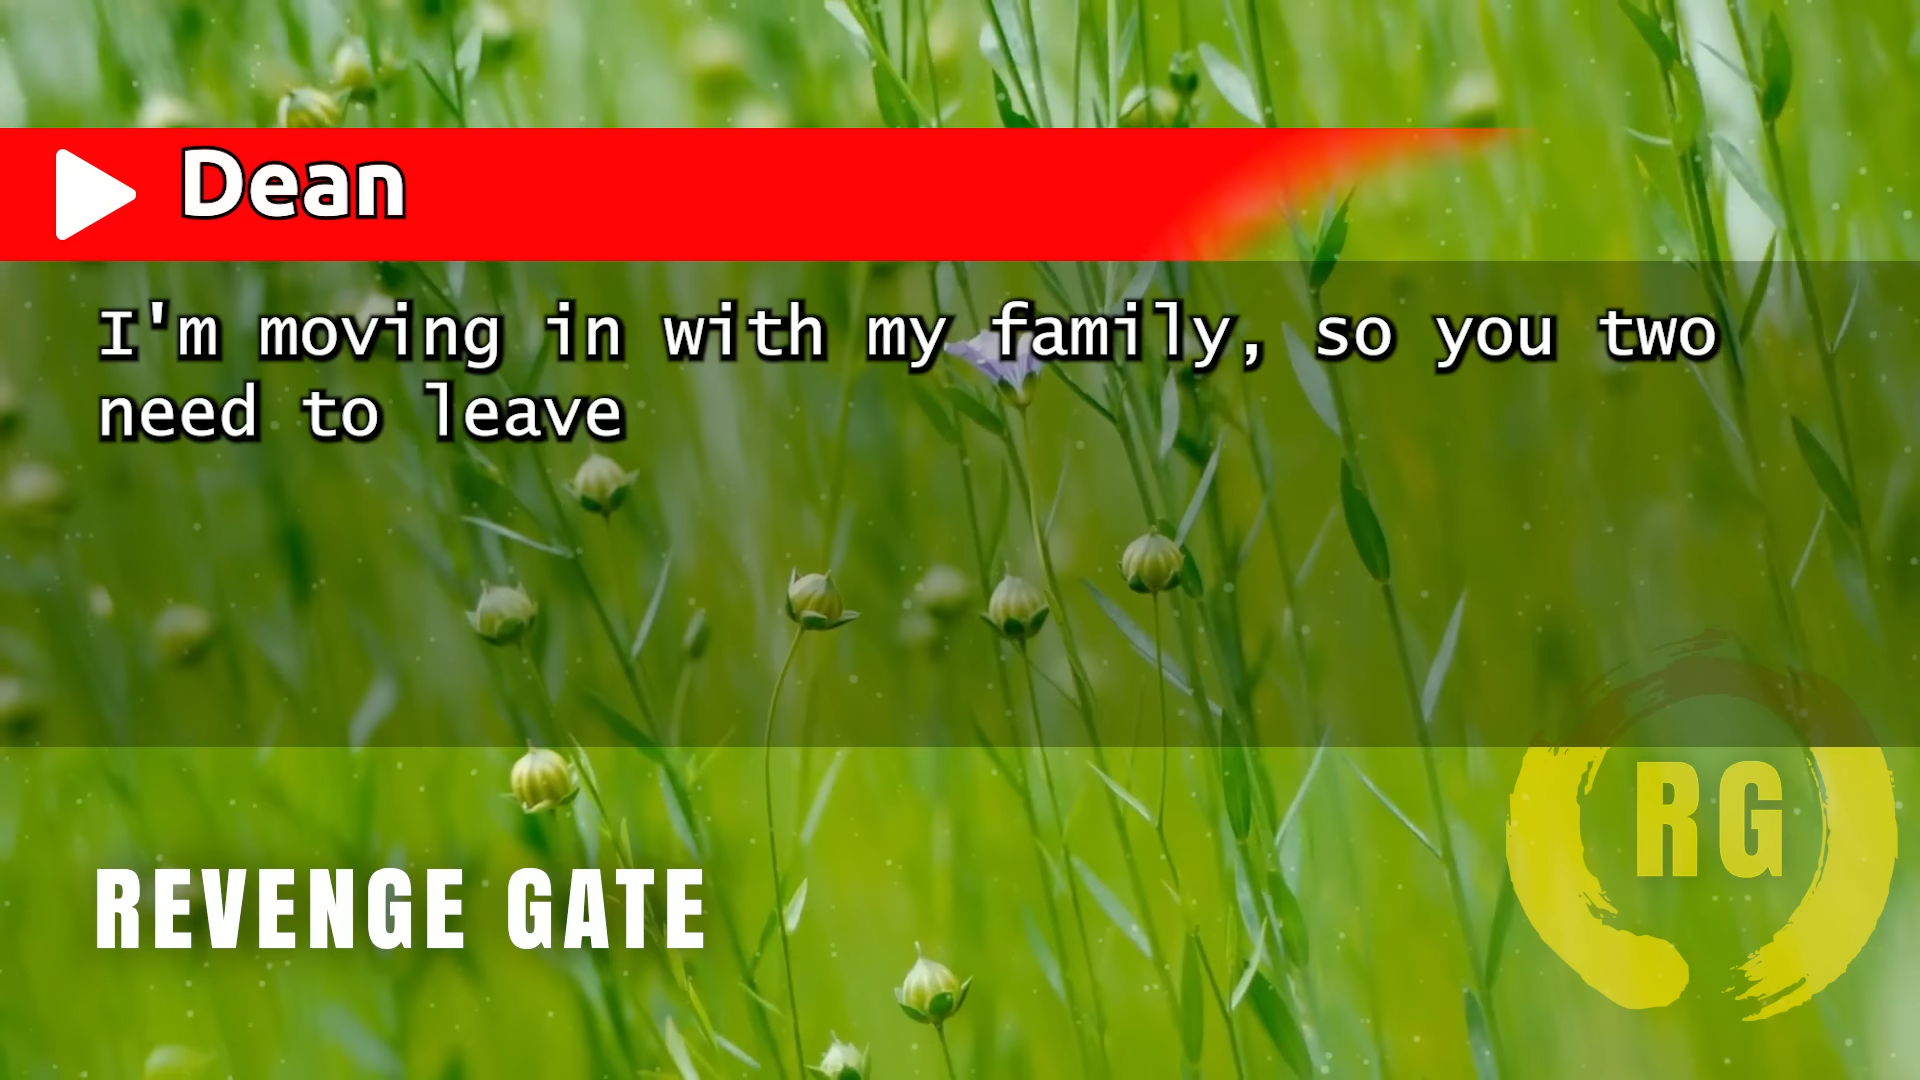 Dean
I'm moving in with my family, so you two
need to leave
REVENGE GATE
RG